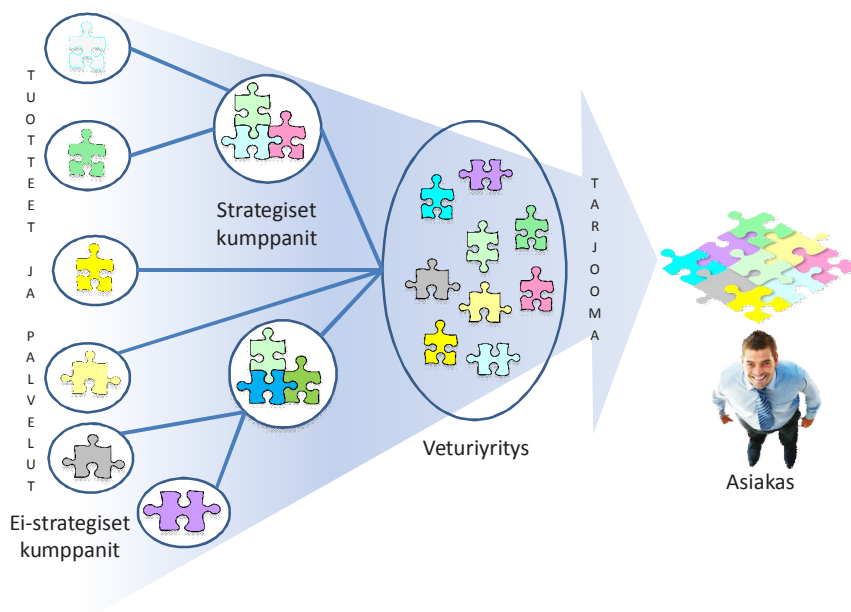 TUOTTEET JA PALVELUT
Strategiset
kumppanit
Ei-strategiset
kumppanit
Veturiyritys
TARJOOMA
Asiakas